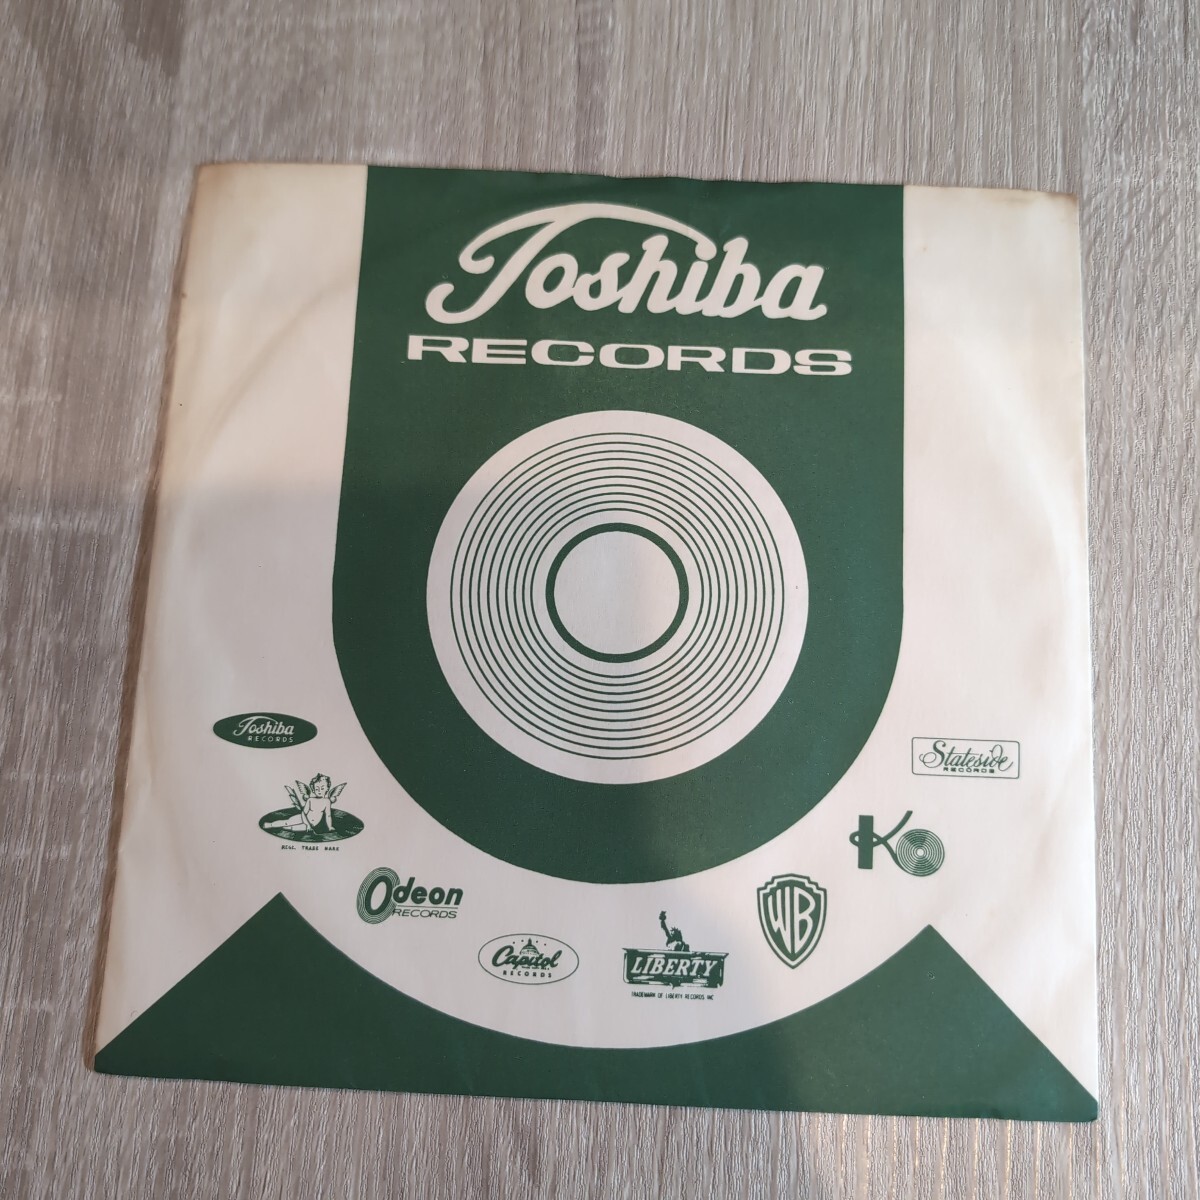 Toshiba
RECORDS
Toshiba
RECORDS
REG. TRADE MARK
Odeon
RECORDS
Capitol
RECORDS
LIBERTY
TRADEMARK OF LIBERTY RECORDS INC
WB
KO
Stateside
RECORDS